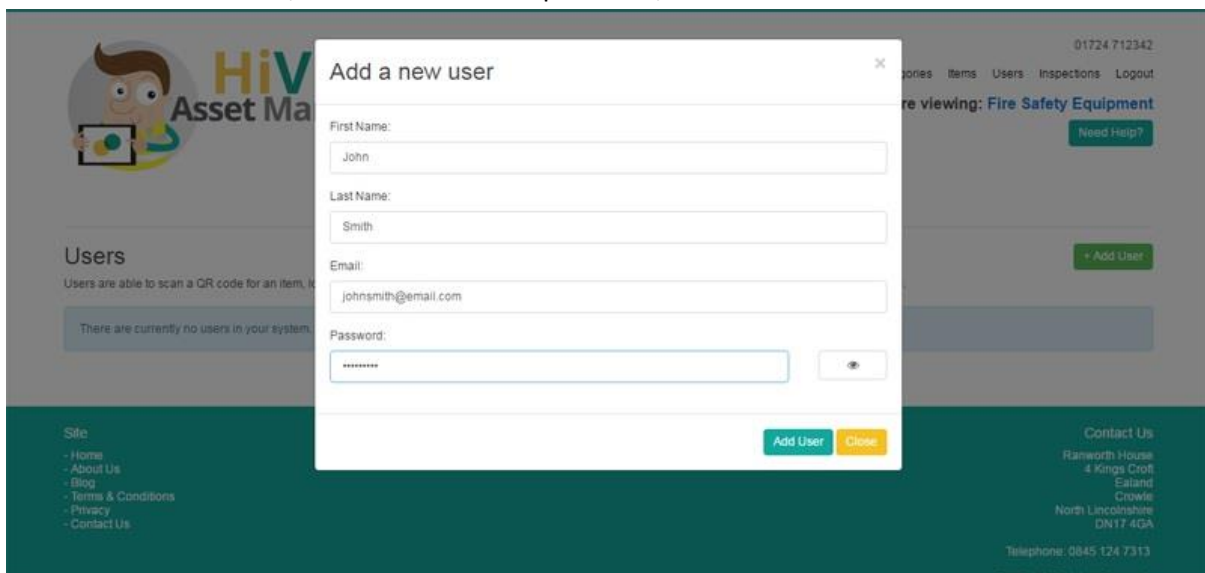 01724 712342
HiV
Asset Ma
gories Items Users Inspections Logout
re viewing: Fire Safety Equipment
Need Help?
Add a new user
×
First Name:
John
Last Name:
Smith
Email:
johnsmith@email.com
Password:
•••••••••
Add User Close
Users
+ Add User
Users are able to scan a QR code for an item, lo
There are currently no users in your system.
Site
- Home
- About Us
- Blog
- Terms & Conditions
- Privacy
- Contact Us
Contact Us
Ranworth House
4 Kings Croft
Ealand
Crowle
North Lincolnshire
DN17 4GA
Telephone: 0845 124 7313